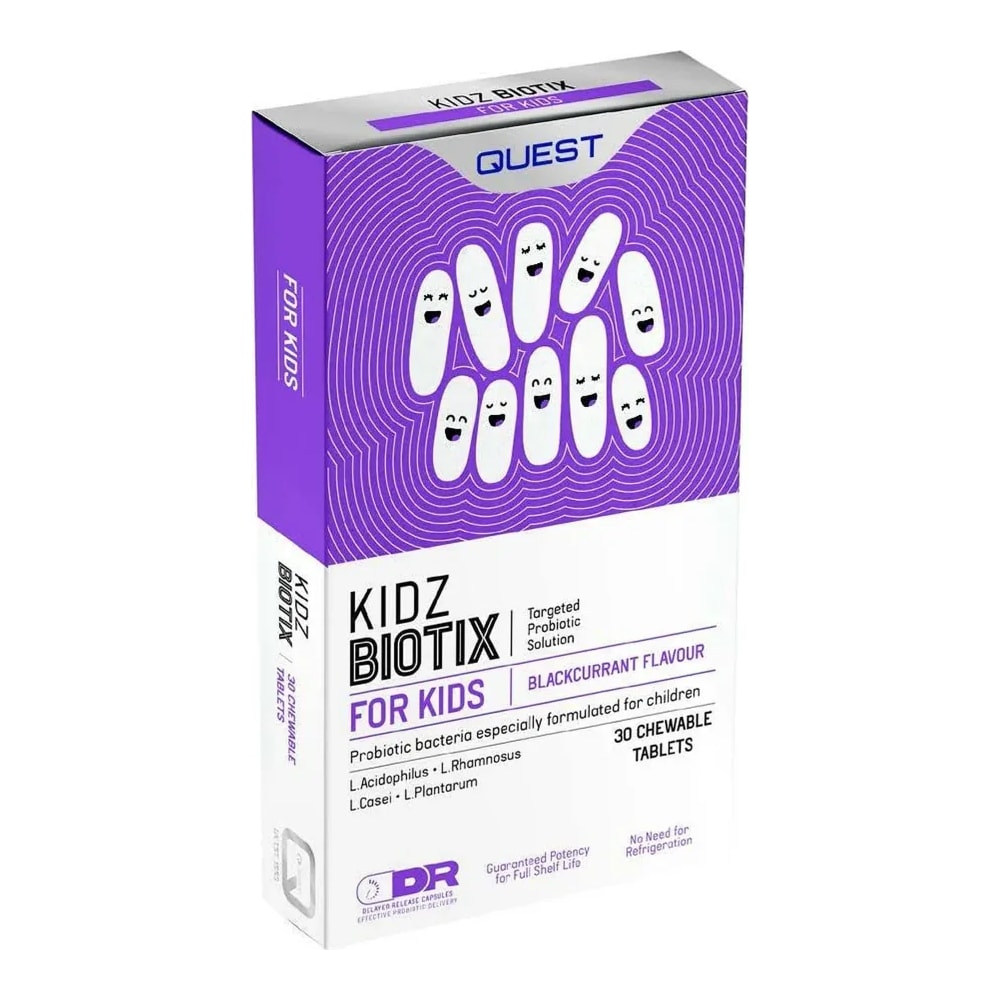 KIDZ BIOTIX
FOR KIDS
QUEST
FOR KIDS
KIDZ
BIOTIX
30 CHEWABLE
TABLETS
KIDZ
BIOTIX
Targeted
Probiotic
Solution
FOR KIDS
BLACKCURRANT FLAVOUR
Probiotic bacteria especially formulated for children
L.Acidophilus • L.Rhamnosus
L.Casei • L.Plantarum
30 CHEWABLE
TABLETS
DR
DELAYED RELEASE CAPSULES
EFFECTIVE PROBIOTIC DELIVERY
Guaranteed Potency
for Full Shelf Life
No Need for
Refrigeration